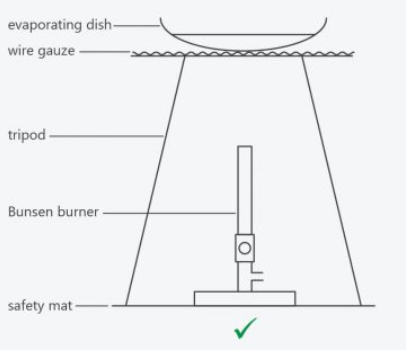 evaporating dish
wire gauze
tripod
Bunsen burner
safety mat